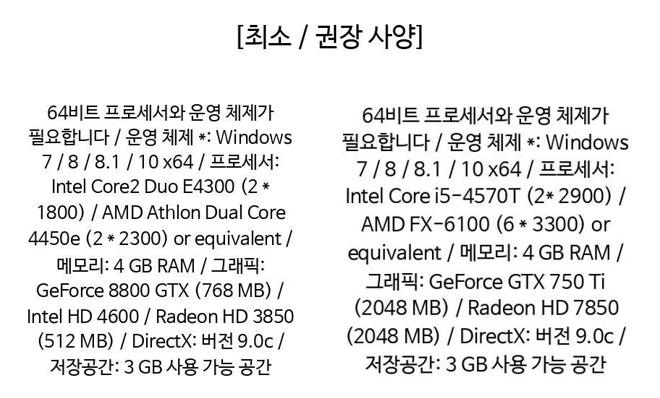 [최소 / 권장 사양]
64비트 프로세서와 운영 체제가
필요합니다 / 운영 체제 *: Windows
7 / 8 / 8.1 / 10 x64 / 프로세서:
Intel Core2 Duo E4300 (2 *
1800) / AMD Athlon Dual Core
4450e (2 * 2300) or equivalent /
메모리: 4 GB RAM / 그래픽:
GeForce 8800 GTX (768 MB) /
Intel HD 4600 / Radeon HD 3850
(512 MB) / DirectX: 버전 9.0c /
저장공간: 3 GB 사용 가능 공간
64비트 프로세서와 운영 체제가
필요합니다 / 운영 체제 *: Windows
7 / 8 / 8.1 / 10 x64 / 프로세서:
Intel Core i5-4570T (2* 2900) /
AMD FX-6100 (6 * 3300) or
equivalent / 메모리: 4 GB RAM /
그래픽: GeForce GTX 750 Ti
(2048 MB) / Radeon HD 7850
(2048 MB) / DirectX: 버전 9.0c /
저장공간: 3 GB 사용 가능 공간